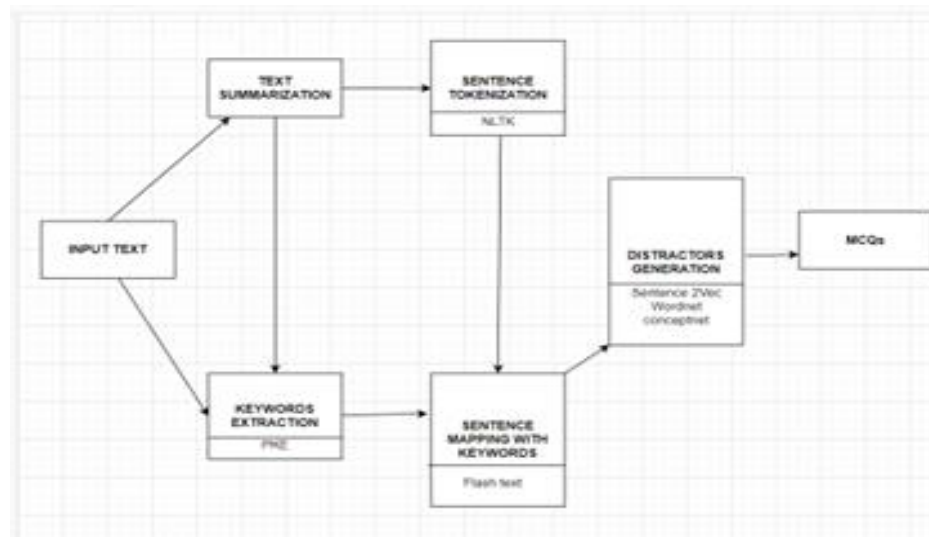 TEXT
SUMMARIZATION
SENTENCE
TOKENIZATION
NLTK
INPUT TEXT
DISTRACTORS
GENERATION
Sentence 2Vec
Wordnet
conceptnet
MCQs
KEYWORDS
EXTRACTION
PKE
SENTENCE
MAPPING WITH
KEYWORDS
Flash text